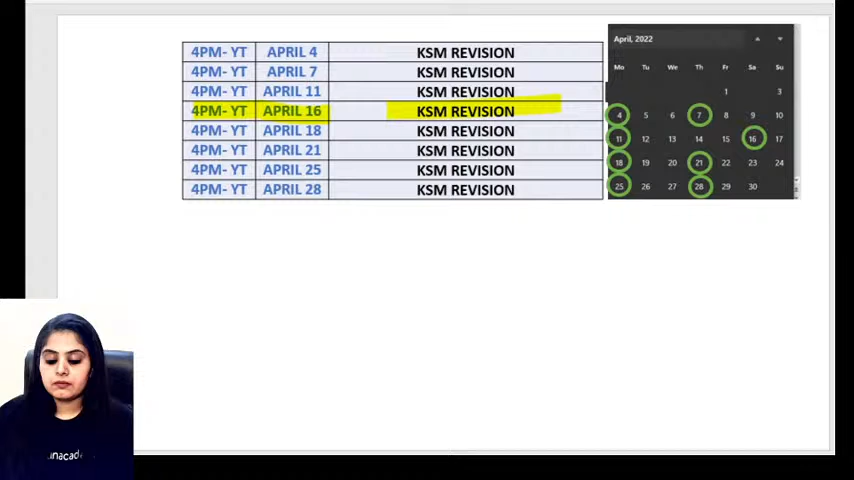 4PM- YT APRIL 4 KSM REVISION
4PM- YT APRIL 7 KSM REVISION
4PM- YT APRIL 11 KSM REVISION
4PM- YT APRIL 16 KSM REVISION
4PM- YT APRIL 18 KSM REVISION
4PM- YT APRIL 21 KSM REVISION
4PM- YT APRIL 25 KSM REVISION
4PM- YT APRIL 28 KSM REVISION
April, 2022
Mo Tu We Th Fr Sa Su
1 3
4 5 6 7 8 9 10
11 12 13 14 15 16 17
18 19 20 21 22 23 24
25 26 27 28 29 30